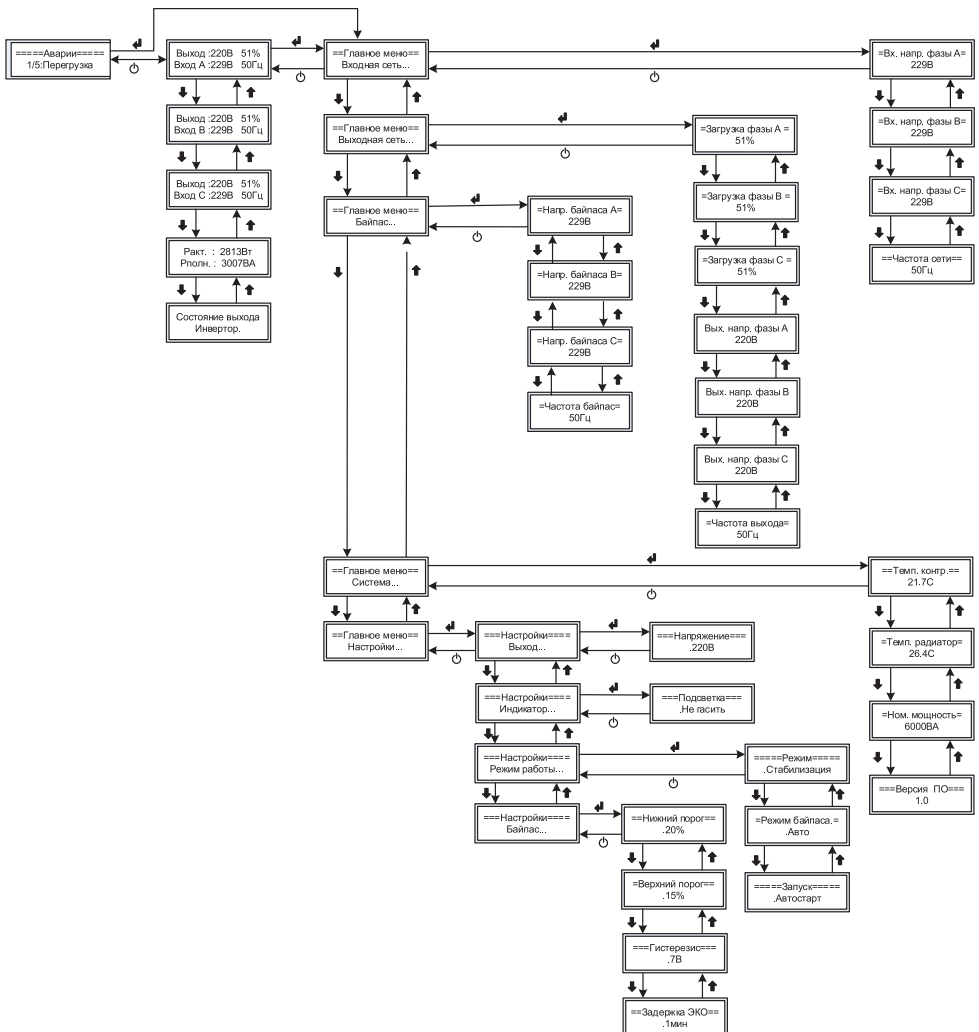 =====Аварии=====
1/5:Перегрузка
Выход :220В 51%
Вход А :229В 50Гц
Выход :220В 51%
Вход В :229В 50Гц
Выход :220В 51%
Вход С :229В 50Гц
Ракт. : 2813Вт
Рполн. : 3007ВА
Состояние выхода
Инвертор.
==Главное меню==
Входная сеть...
==Главное меню==
Выходная сеть...
==Главное меню==
Байпас...
=Напр. байпаса А=
229В
=Напр. байпаса В=
229В
=Напр. байпаса С=
229В
=Частота байпас=
50Гц
=Загрузка фазы А =
51%
=Загрузка фазы В =
51%
=Загрузка фазы С =
51%
Вых. напр. фазы А
220В
Вых. напр. фазы В
220В
Вых. напр. фазы С
220В
=Частота выхода=
50Гц
=Вх. напр. фазы А=
229В
=Вх. напр. фазы В=
229В
=Вх. напр. фазы С=
229В
==Частота сети==
50Гц
==Главное меню==
Система...
==Главное меню==
Настройки...
===Настройки====
Выход...
===Напряжение===
.220В
===Настройки====
Индикатор...
===Подсветка===
.Не гасить
===Настройки====
Режим работы...
=====Режим=====
.Стабилизация
=Режим байпаса.=
.Авто
=====Запуск=====
.Автостарт
===Настройки====
Байпас...
==Нижний порог==
.20%
=Верхний порог==
.15%
===Гистерезис===
.7В
==Задержка ЭКО==
.1мин
==Темп. контр.==
21.7С
=Темп. радиатор=
26.4С
=Ном. мощность=
6000ВА
===Версия ПО===
1.0